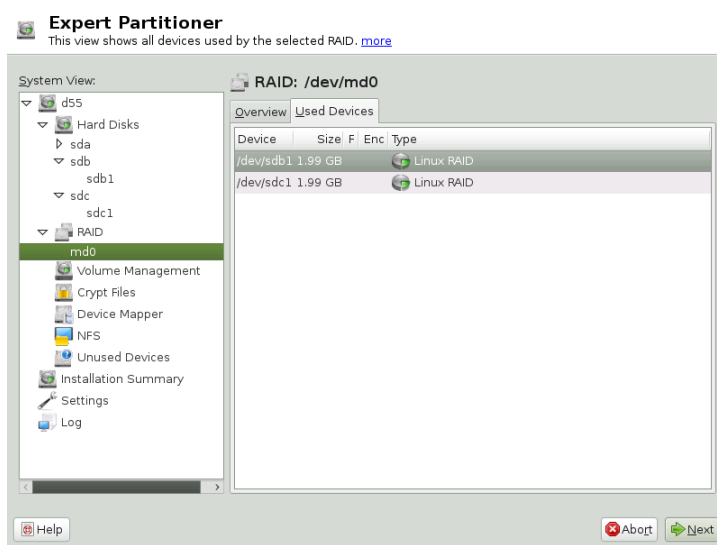 Expert Partitioner
This view shows all devices used by the selected RAID. more
System View:
d55
Hard Disks
sda
sdb
sdb1
sdc
sdc1
RAID
md0
Volume Management
Crypt Files
Device Mapper
NFS
Unused Devices
Installation Summary
Settings
Log
RAID: /dev/md0
Overview Used Devices
Device Size F Enc Type
/dev/sdb1 1.99 GB Linux RAID
/dev/sdc1 1.99 GB Linux RAID
Help Abort Next